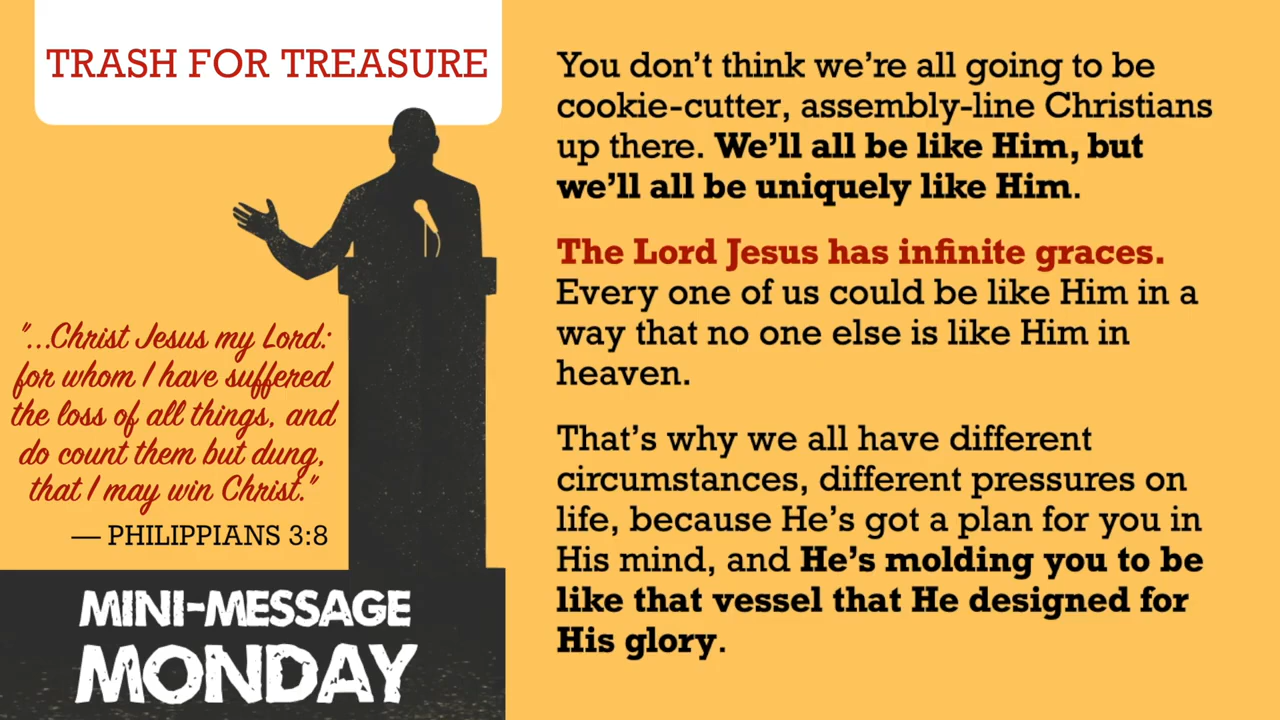 TRASH FOR TREASURE
"...Christ Jesus my Lord:
for whom I have suffered
the loss of all things, and
do count them but dung,
that I may win Christ."
— PHILIPPIANS 3:8
MINI-MESSAGE
MONDAY
You don't think we're all going to be
cookie-cutter, assembly-line Christians
up there. We'll all be like Him, but
we'll all be uniquely like Him.
The Lord Jesus has infinite graces.
Every one of us could be like Him in a
way that no one else is like Him in
heaven.
That's why we all have different
circumstances, different pressures on
life, because He's got a plan for you in
His mind, and He's molding you to be
like that vessel that He designed for
His glory.